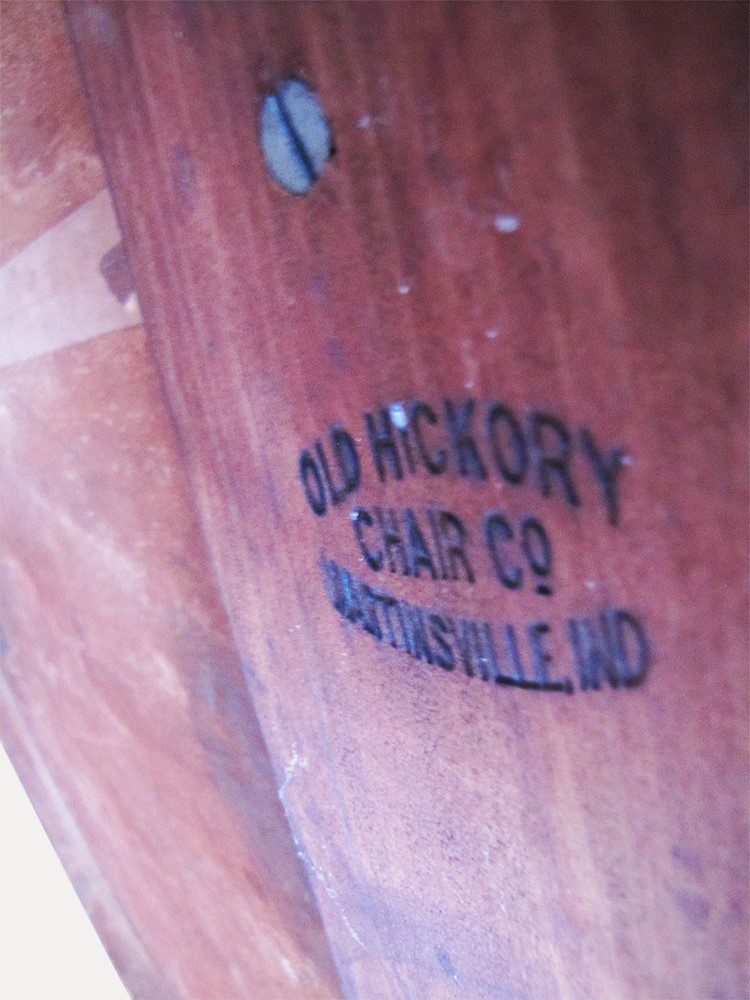 OLD HICKORY
CHAIR CO
MARTINSVILLE, IND